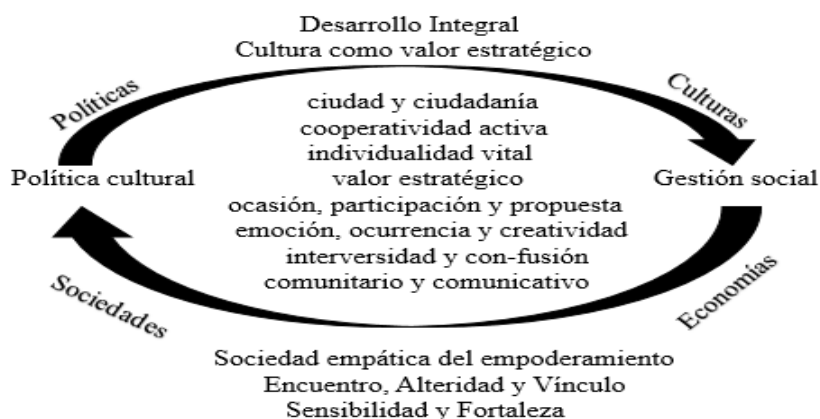 Desarrollo Integral
Cultura como valor estratégico
Políticas
Culturas
ciudad y ciudadanía
cooperatividad activa
individualidad vital
Política cultural
valor estratégico
Gestión social
ocasión, participación y propuesta
emoción, ocurrencia y creatividad
interversidad y con-fusión
comunitario y comunicativo
Sociedades
Economías
Sociedad empática del empoderamiento
Encuentro, Alteridad y Vínculo
Sensibilidad y Fortaleza